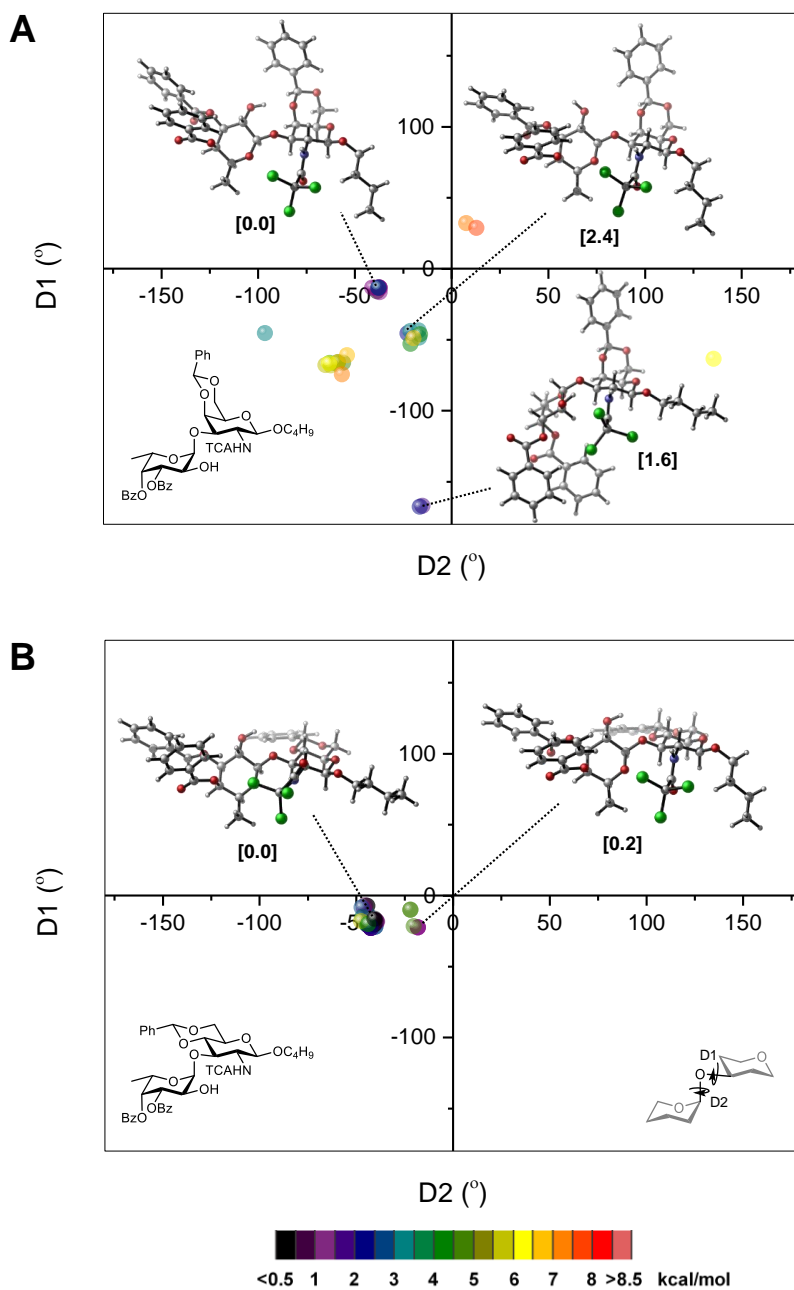 A
D1 (°)
100
0
-100
-150
-100
-50
0
50
100
150
[0.0]
[2.4]
[1.6]
Ph
O
O
O
O
OC4H9
TCAHN
O
O
OH
OBz
BzO
D2 (°)
B
D1 (°)
100
0
-100
-150
-100
-50
0
50
100
150
[0.0]
[0.2]
Ph
O
O
O
O
OC4H9
TCAHN
O
O
OH
OBz
BzO
D1
O
O
O
D2
D2 (°)
<0.5 1 2 3 4 5 6 7 8 >8.5 kcal/mol